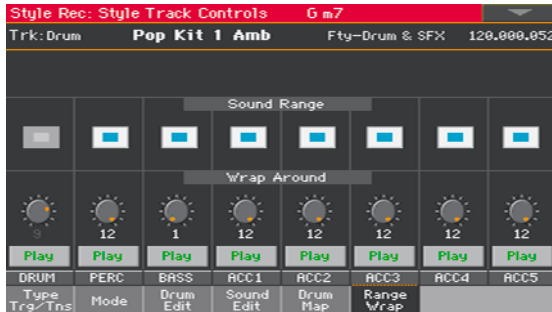 Style Rec: Style Track Controls G m7
Trk: Drum Pop Kit 1 Amb Fty-Drum & SFX 120.000.052
Sound Range
Wrap Around
9 12 1 12 12 12 12 12
Play Play Play Play Play Play Play Play
DRUM PERC BASS ACC1 ACC2 ACC3 ACC4 ACC5
Type Mode Drum Sound Drum Range
Trg/Tns Edit Edit Map Wrap